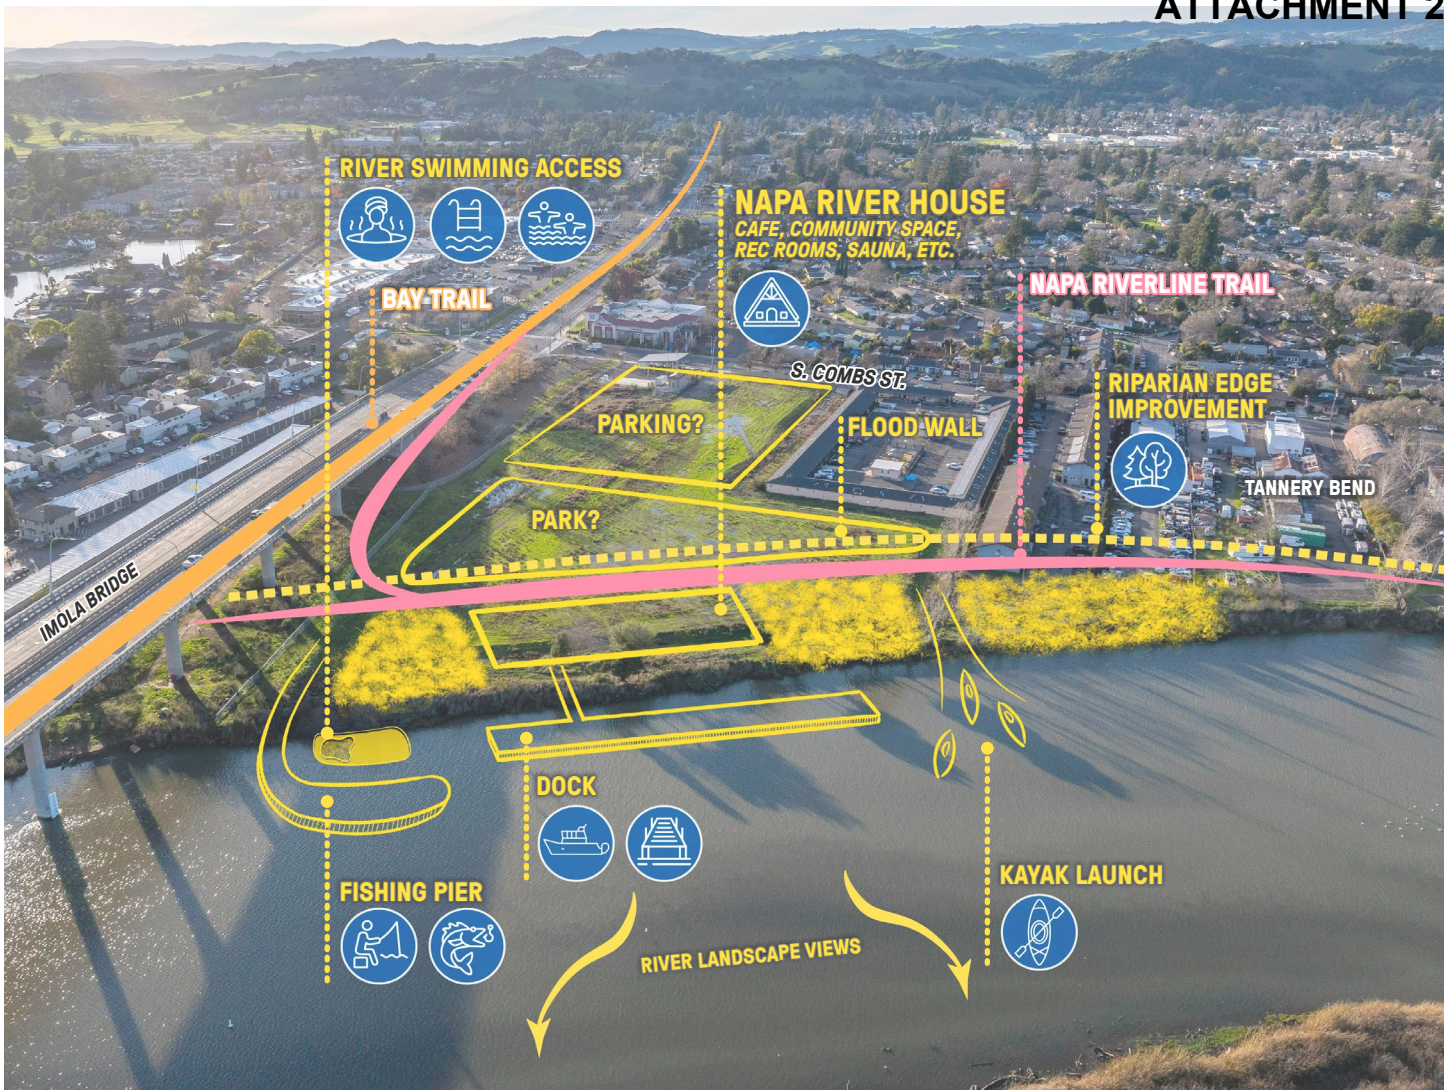 ATTACHMENT 2
RIVER SWIMMING ACCESS
NAPA RIVER HOUSE
CAFE, COMMUNITY SPACE,
REC ROOMS, SAUNA, ETC.
BAY TRAIL
NAPA RIVERLINE TRAIL
S. COMBS ST.
RIPARIAN EDGE
IMPROVEMENT
PARKING?
FLOOD WALL
TANNERY BEND
PARK?
IMOLA BRIDGE
DOCK
KAYAK LAUNCH
FISHING PIER
RIVER LANDSCAPE VIEWS